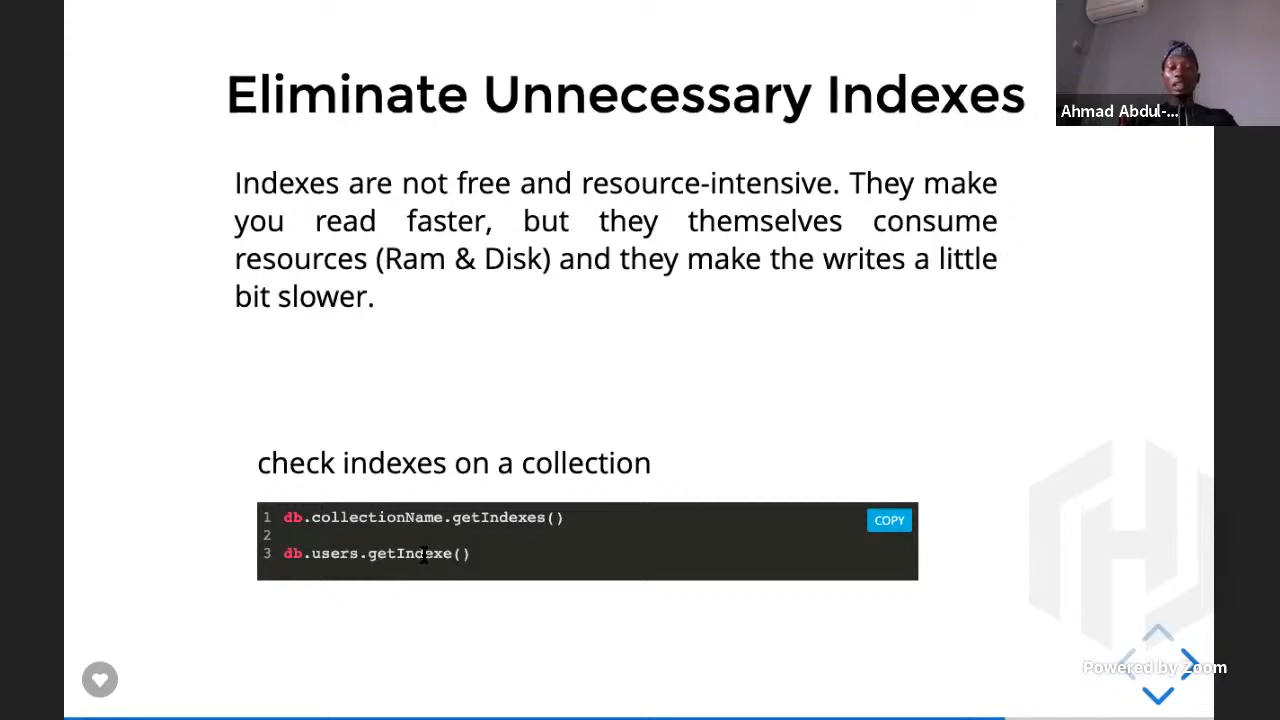 Eliminate Unnecessary Indexes
Ahmad Abdul-...
Indexes are not free and resource-intensive. They make
you read faster, but they themselves consume
resources (Ram & Disk) and they make the writes a little
bit slower.
check indexes on a collection
1 db.collectionName.getIndexes()
COPY
2
3 db.users.getIndexe()
Powered by Zoom